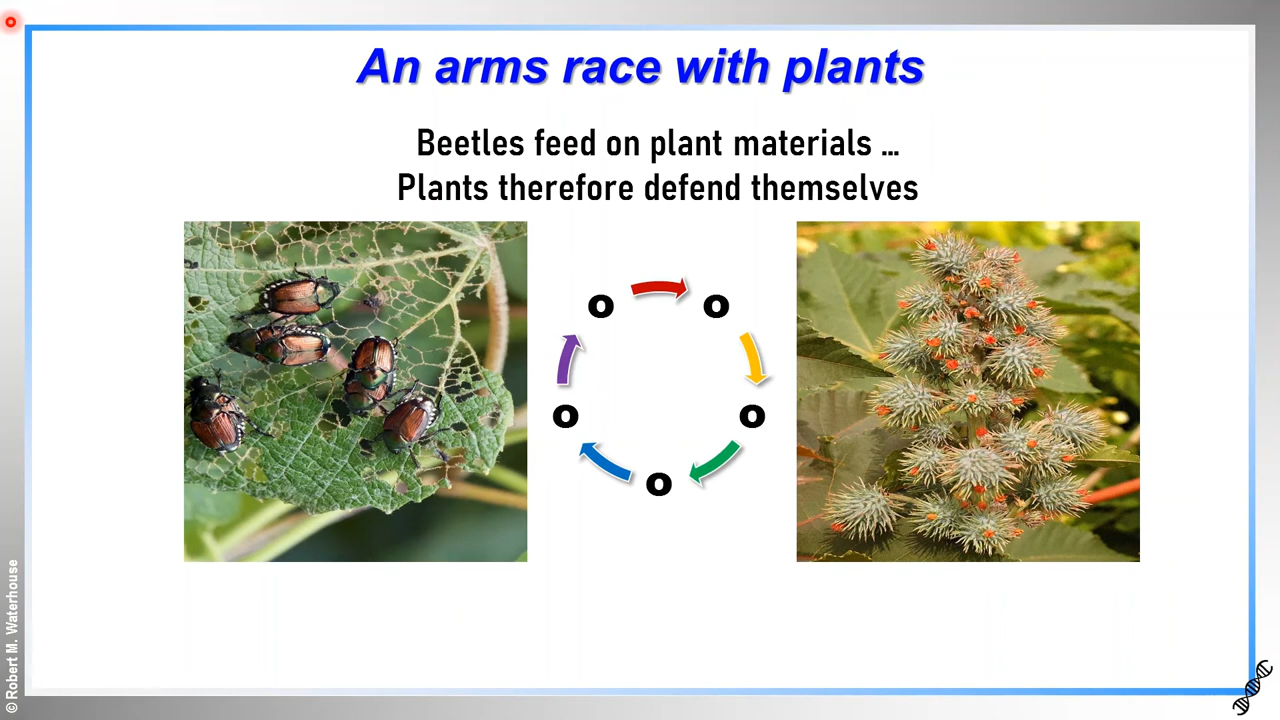 An arms race with plants
Beetles feed on plant materials ...
Plants therefore defend themselves
o o
o o
o
© Robert M. Waterhouse